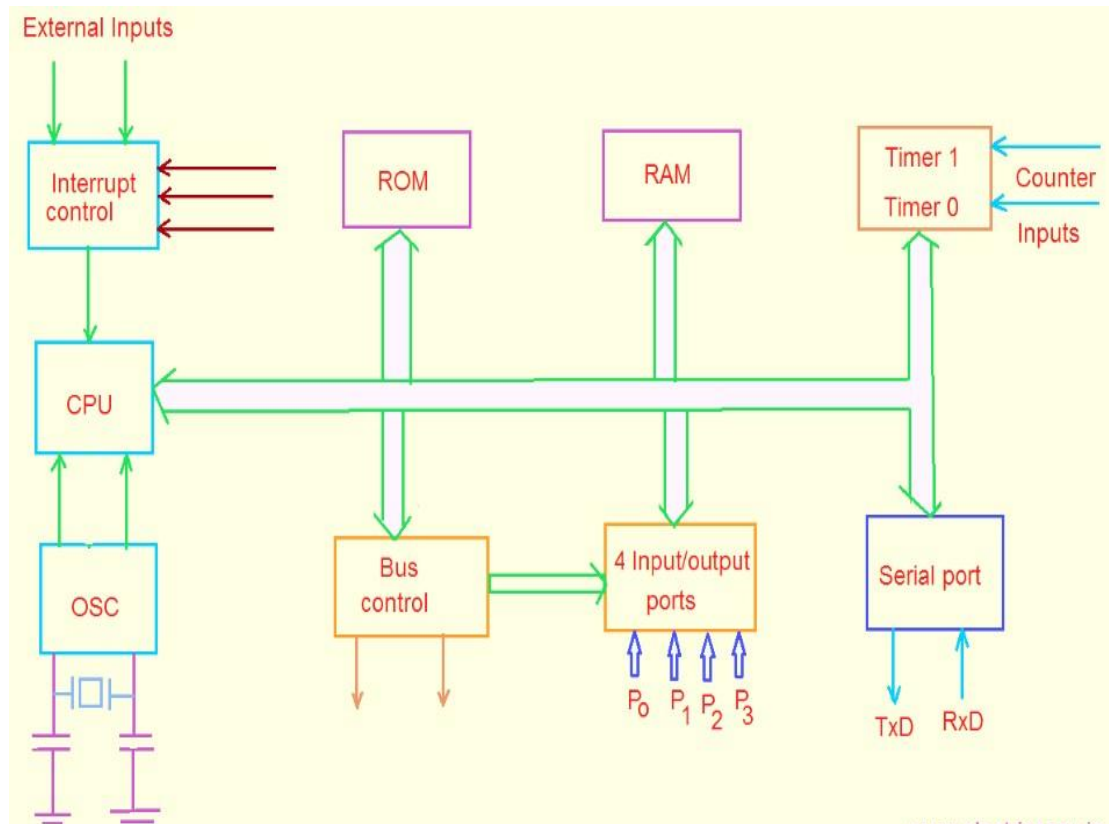 External Inputs
Interrupt
control
ROM
RAM
Timer 1
Timer 0
Counter
Inputs
CPU
OSC
Bus
control
4 Input/output
ports
Serial port
P0 P1 P2 P3
TxD RxD